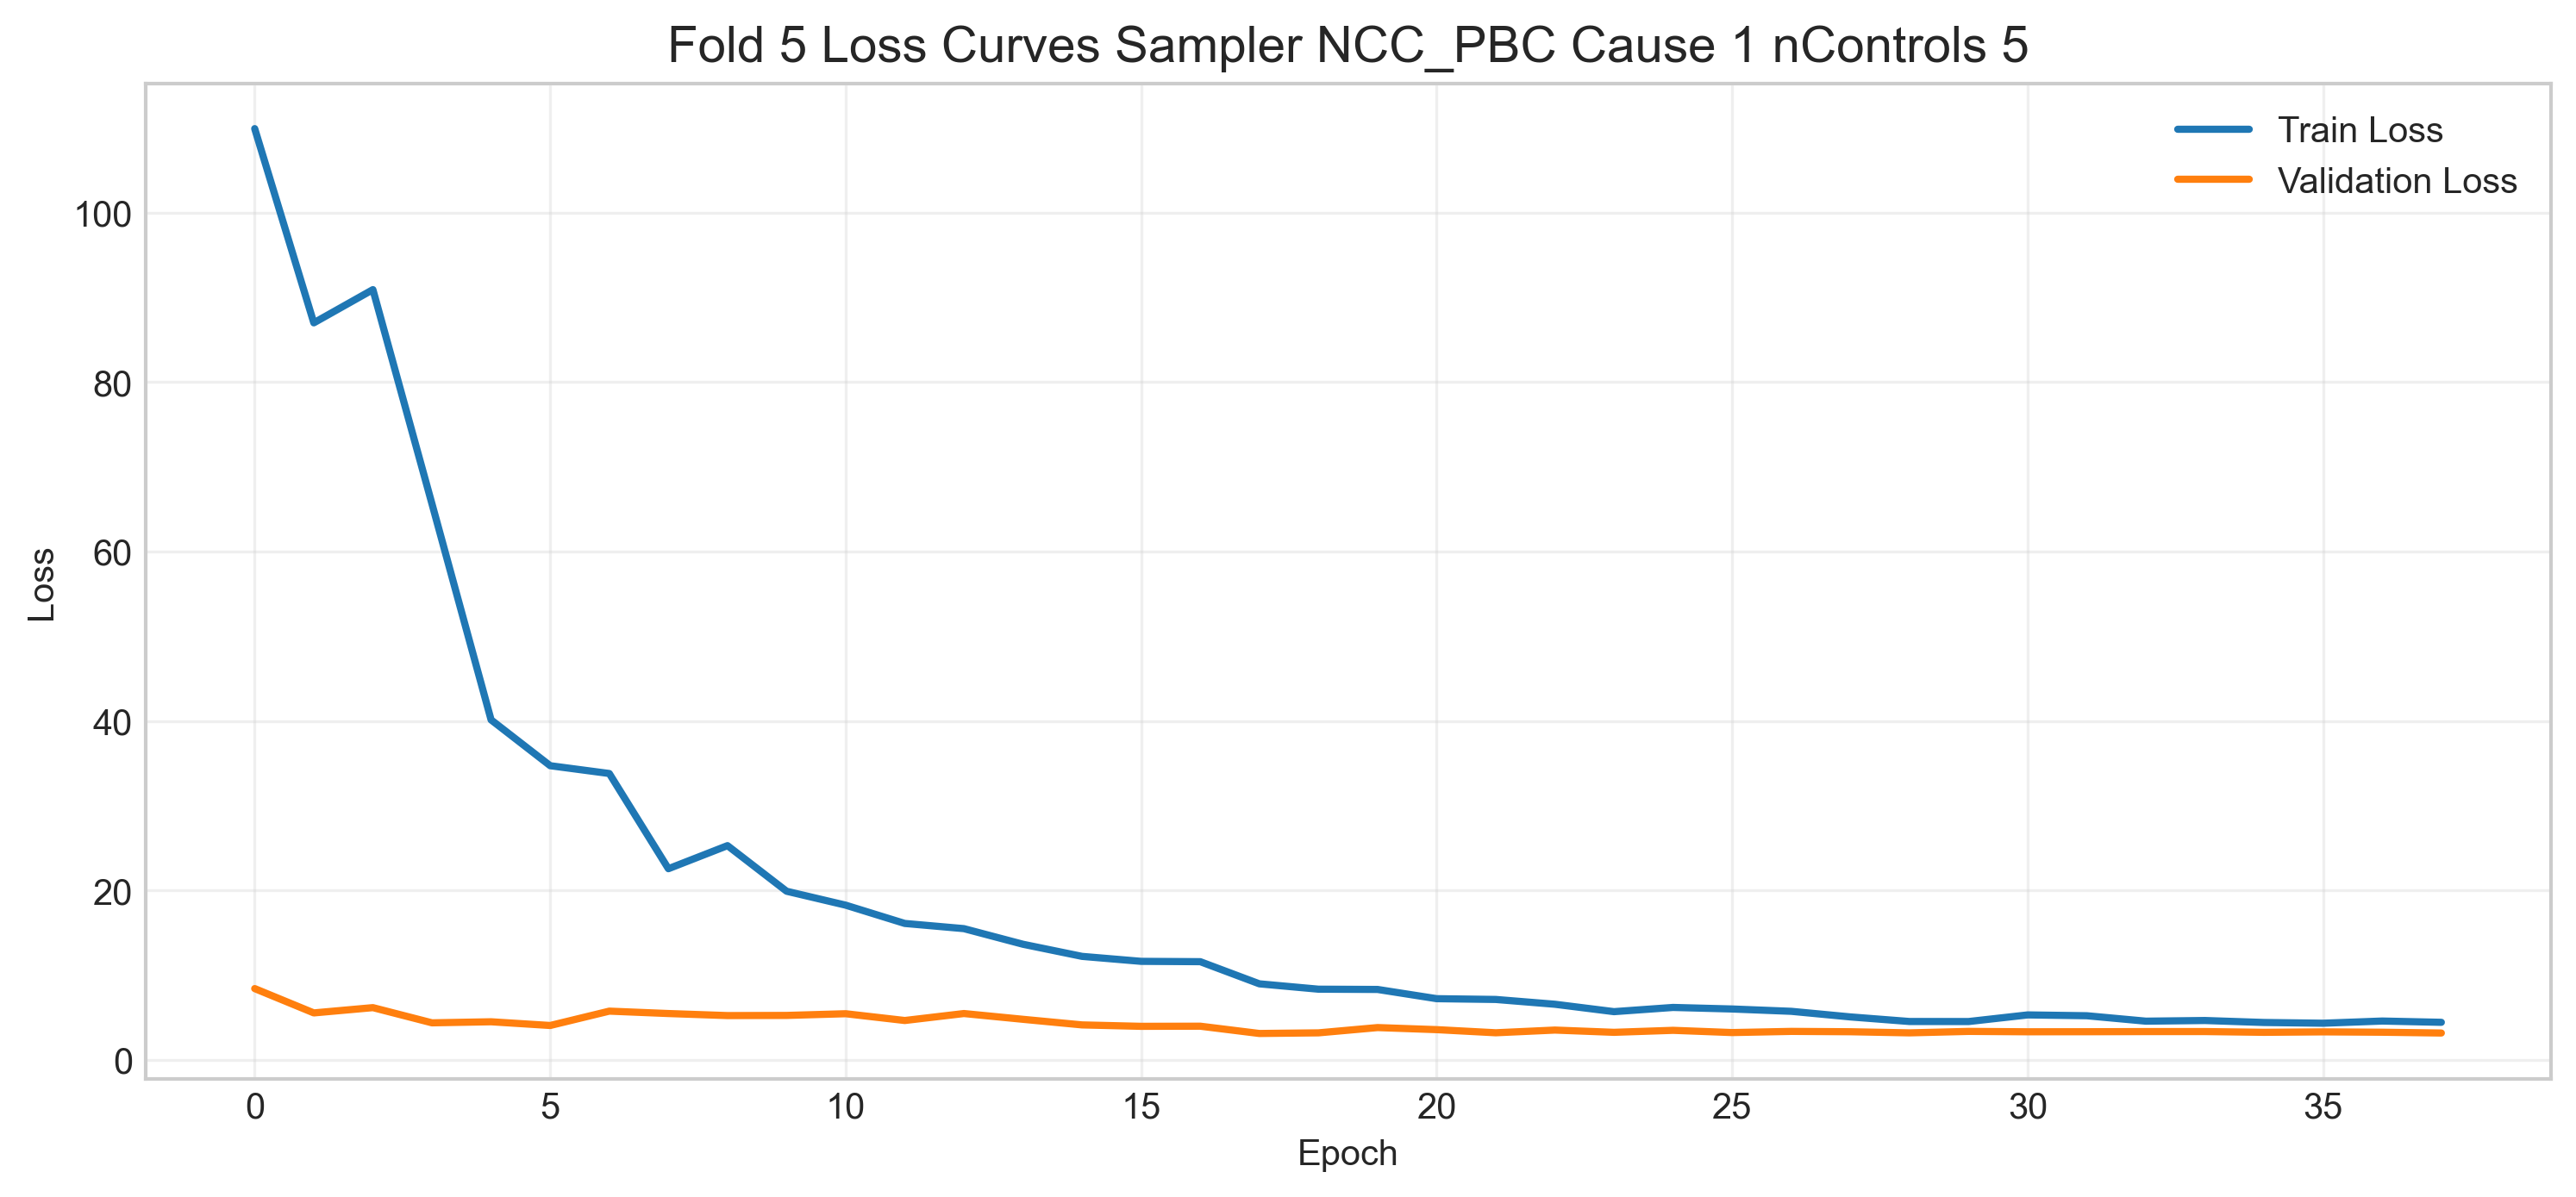 Fold 5 Loss Curves Sampler NCC_PBC Cause 1 nControls 5
Train Loss
Validation Loss
100
80
60
40
20
0
Loss
0 5 10 15 20 25 30 35
Epoch